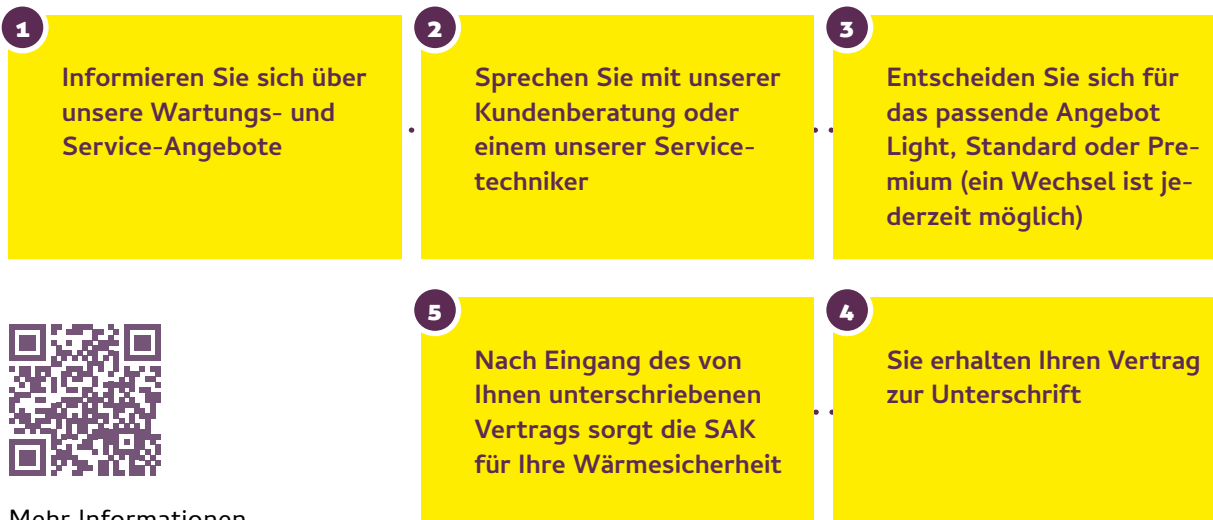 1
Informieren Sie sich über
unsere Wartungs- und
Service-Angebote
2
Sprechen Sie mit unserer
Kundenberatung oder
einem unserer Service-
techniker
3
Entscheiden Sie sich für
das passende Angebot
Light, Standard oder Pre-
mium (ein Wechsel ist je-
derzeit möglich)
4
Sie erhalten Ihren Vertrag
zur Unterschrift
5
Nach Eingang des von
Ihnen unterschriebenen
Vertrags sorgt die SAK
für Ihre Wärmesicherheit
Mehr Informationen